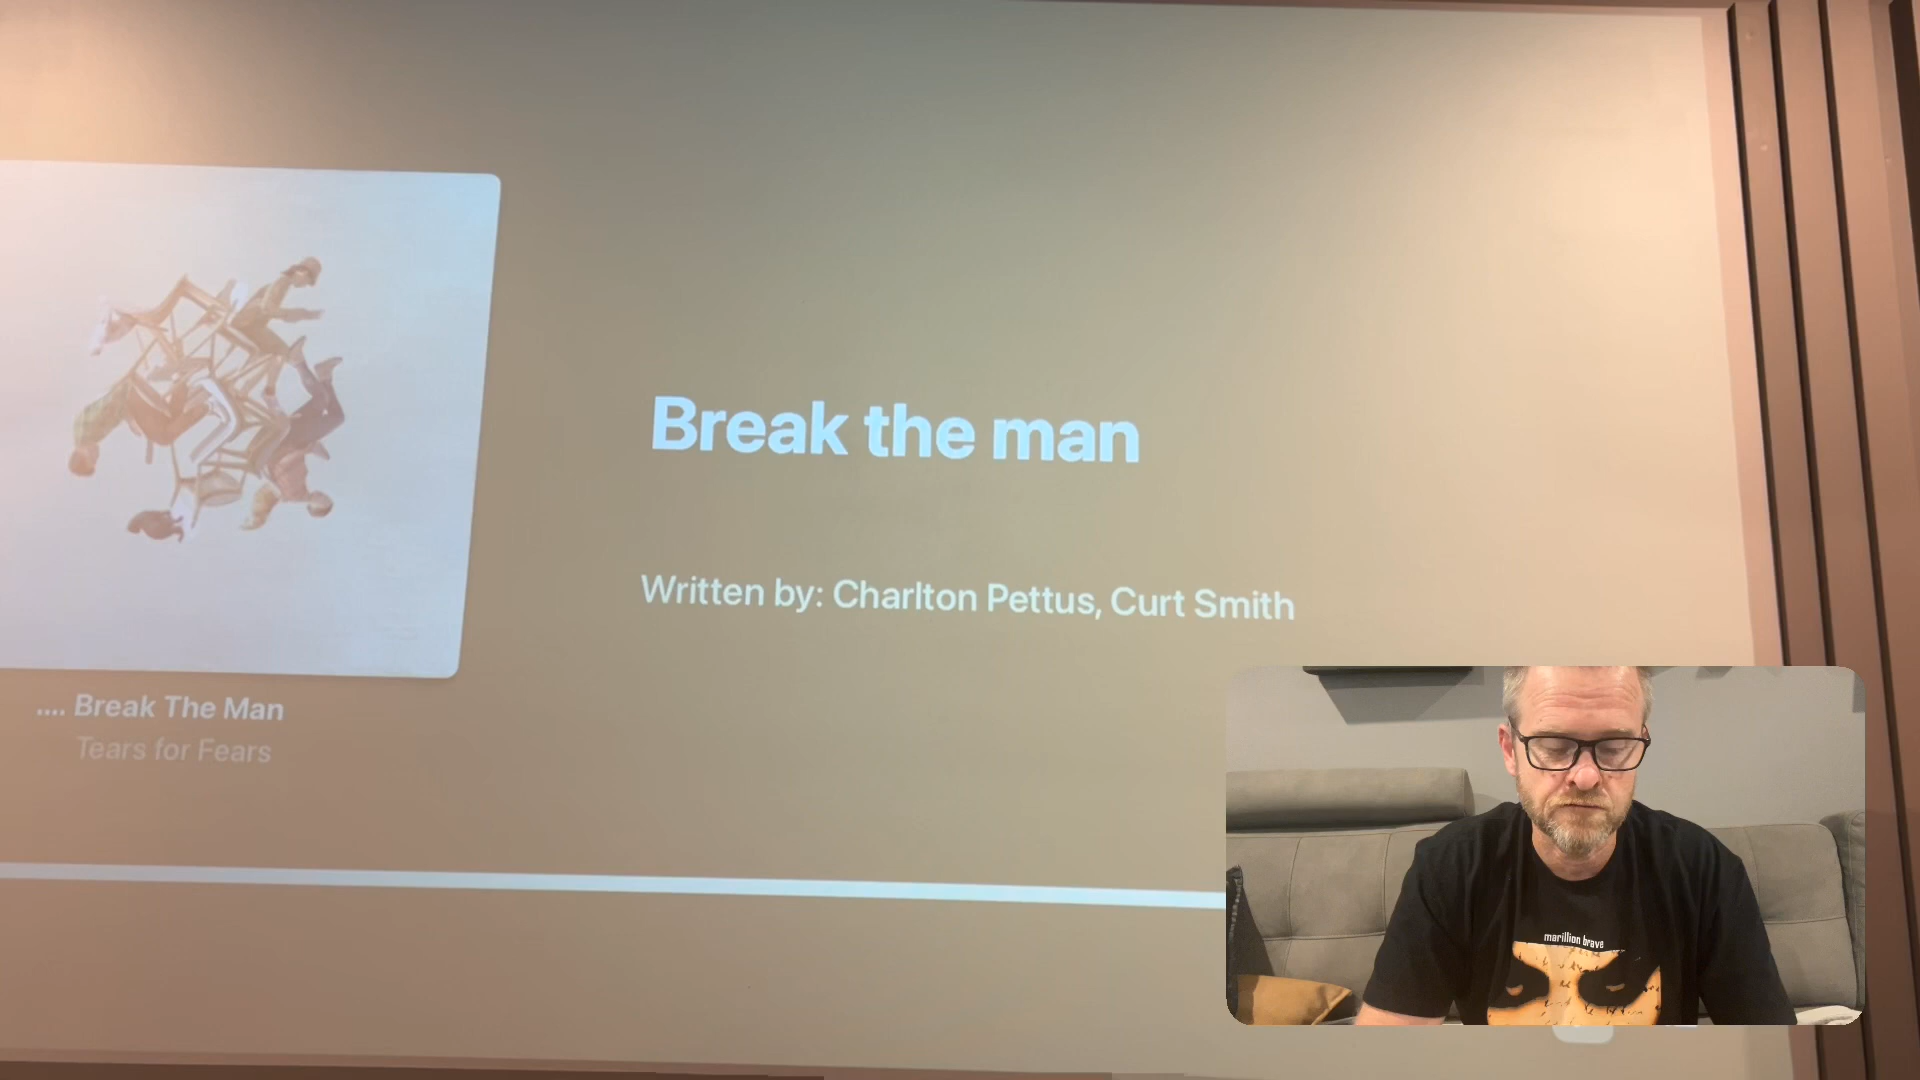 Break the man
Written by: Charlton Pettus, Curt Smith
.... Break The Man
Tears for Fears
marillion brave